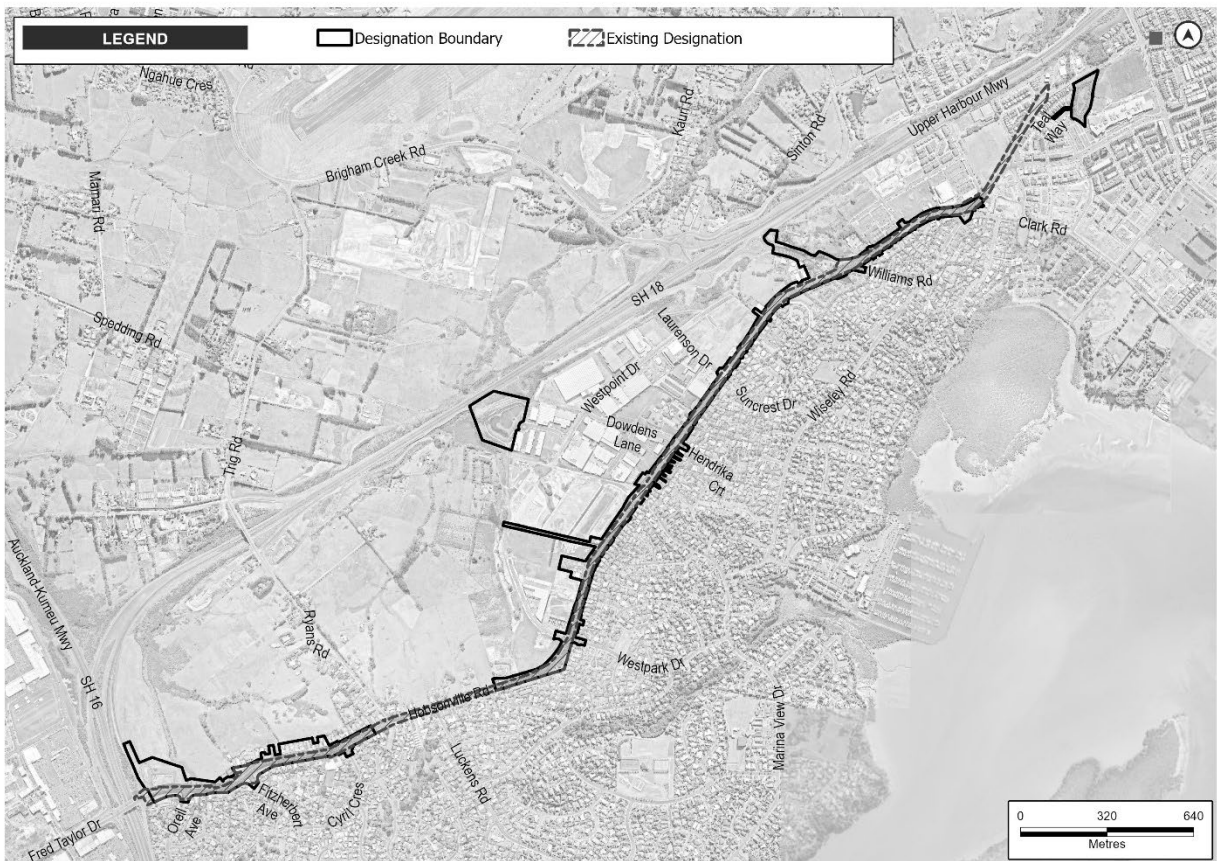 LEGEND
Designation Boundary
Existing Designation
Ngahue Cres
Rd
Upper Harbour Mwy
Kauri Rd
Sinton Rd
Teal
Way
Brigham Creek Rd
Mamari Rd
Clark Rd
Williams Rd
SH 18
Spedding Rd
Laurenson Dr
Westpoint Dr
Suncrest Dr
Wiseley Rd
Dowdens
Lane
Trig Rd
Hendrika
Crt
Auckland-Kumeu Mwy
Ryans Rd
Westpark Dr
SH 16
Hobsonville Rd
Marina View Dr
Luckens Rd
Oreil
Ave
Fitzherbert
Ave
Cyril Cres
Fred Taylor Dr
0 320 640
Metres